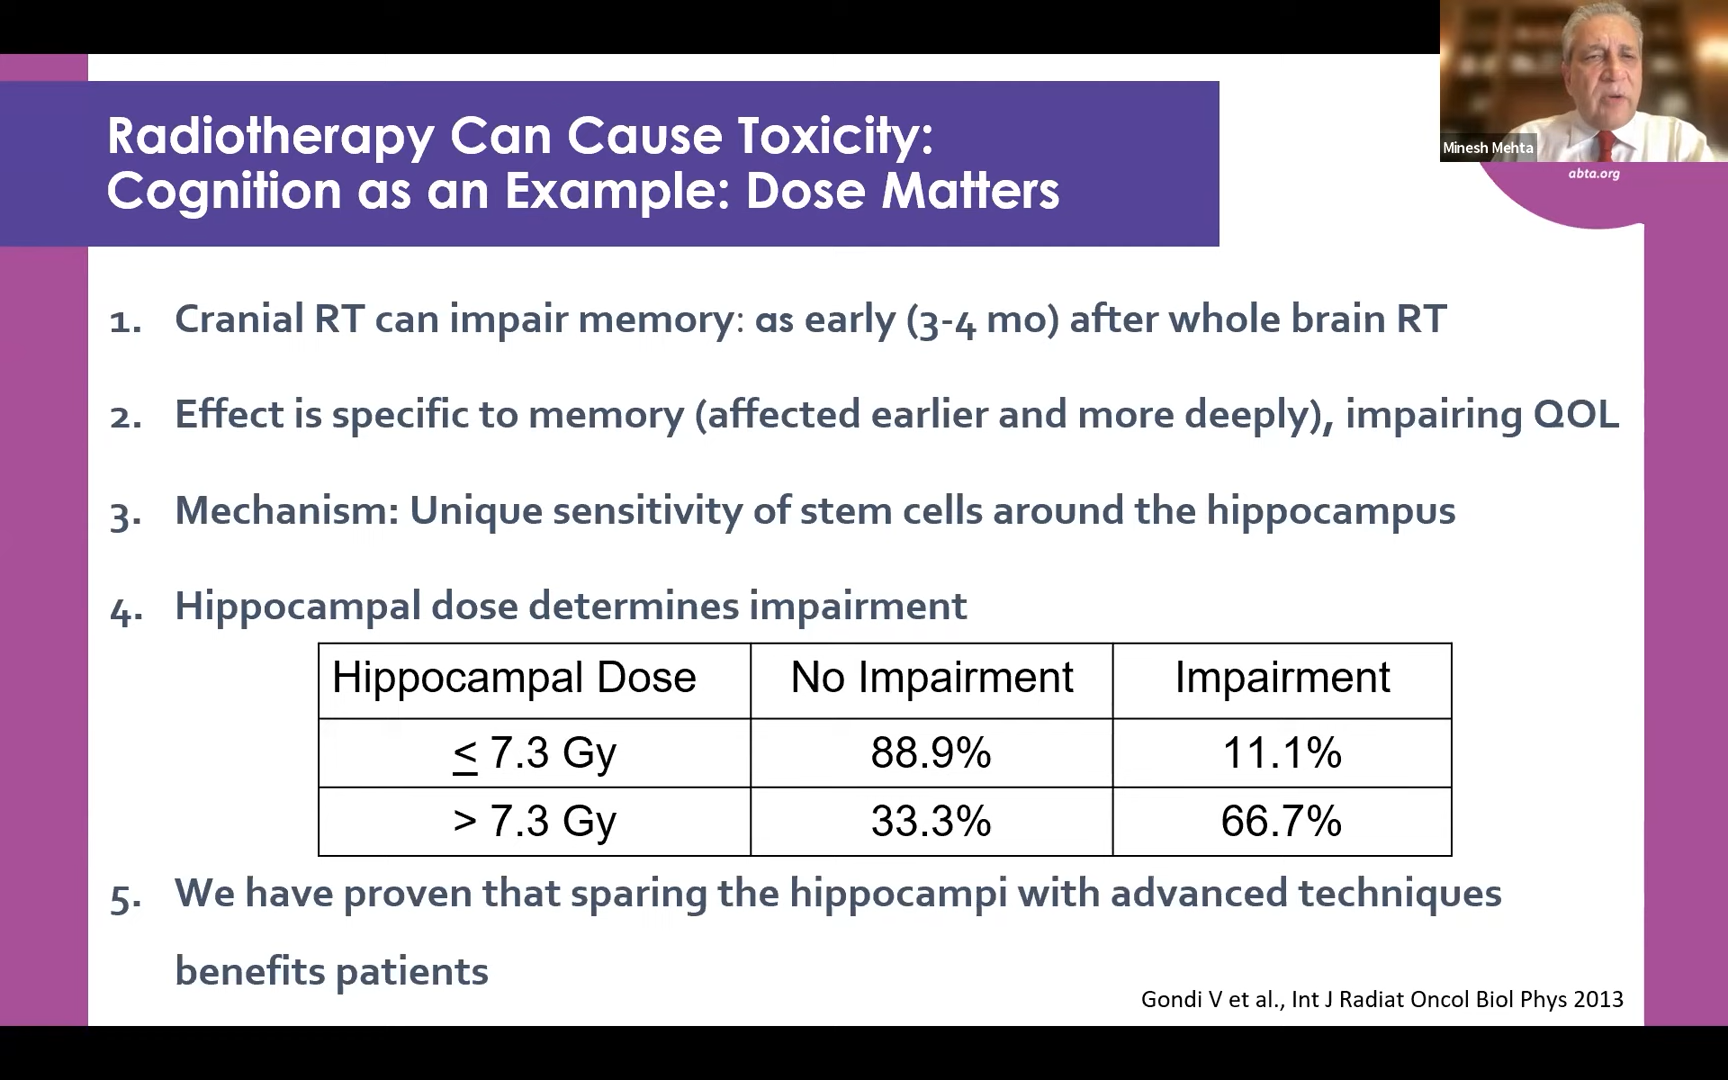 Minesh Mehta
abta.org
Radiotherapy Can Cause Toxicity:
Cognition as an Example: Dose Matters
1. Cranial RT can impair memory: as early (3-4 mo) after whole brain RT
2. Effect is specific to memory (affected earlier and more deeply), impairing QOL
3. Mechanism: Unique sensitivity of stem cells around the hippocampus
4. Hippocampal dose determines impairment
Hippocampal Dose No Impairment Impairment
≤ 7.3 Gy 88.9% 11.1%
> 7.3 Gy 33.3% 66.7%
5. We have proven that sparing the hippocampi with advanced techniques
benefits patients
Gondi V et al., Int J Radiat Oncol Biol Phys 2013